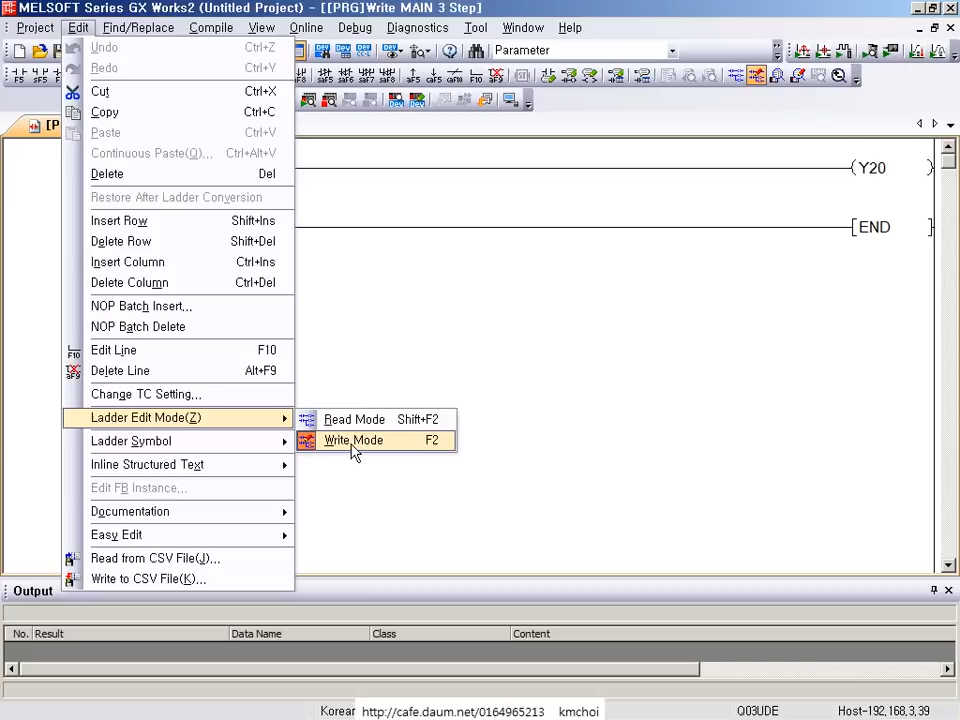 MELSOFT Series GX Works2 (Untitled Project) - [[PRG]Write MAIN 3 Step]
Project Edit Find/Replace Compile View Online Debug Diagnostics Tool Window Help
Parameter
[P
Undo Ctrl+Z
Redo Ctrl+Y
Cut Ctrl+X
Copy Ctrl+C
Paste Ctrl+V
Continuous Paste(Q)... Ctrl+Alt+V
Delete Del
Restore After Ladder Conversion
Insert Row Shift+Ins
Delete Row Shift+Del
Insert Column Ctrl+Ins
Delete Column Ctrl+Del
NOP Batch Insert...
NOP Batch Delete
Edit Line F10
Delete Line Alt+F9
Change TC Setting...
Ladder Edit Mode(Z)
Read Mode Shift+F2
Write Mode F2
Ladder Symbol
Inline Structured Text
Edit FB Instance...
Documentation
Easy Edit
Read from CSV File(J)...
Write to CSV File(K)...
Y20
END
Output
No. Result Data Name Class Content
Korean http://cafe.daum.net/0164965213 kmchoi Q03UDE Host-192.168.3.39